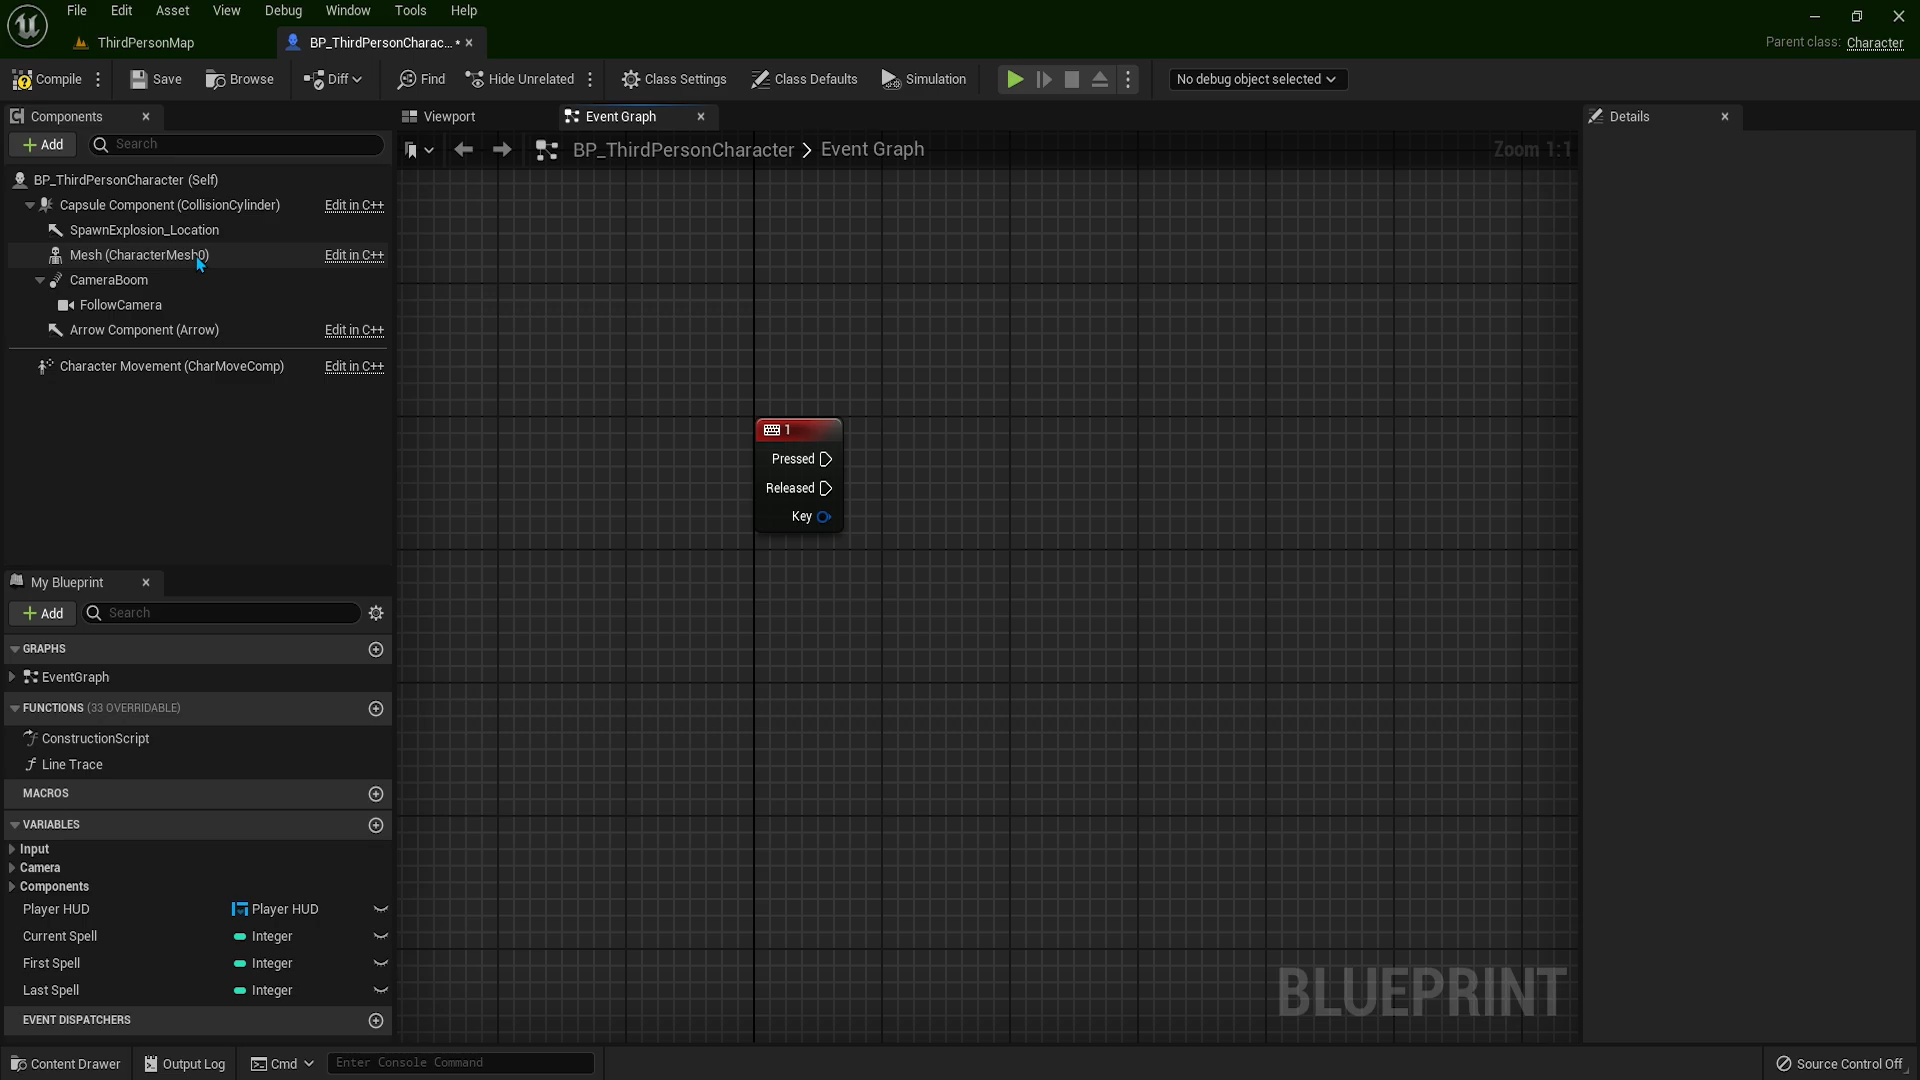 File Edit Asset View Debug Window Tools Help
ThirdPersonMap
BP_ThirdPersonCharac... *
Parent class: Character
Compile Save Browse Diff Find Hide Unrelated Class Settings Class Defaults Simulation No debug object selected
Components
Add Search
BP_ThirdPersonCharacter (Self)
Capsule Component (CollisionCylinder) Edit in C++
SpawnExplosion_Location
Mesh (CharacterMesh0) Edit in C++
CameraBoom
FollowCamera
Arrow Component (Arrow) Edit in C++
Character Movement (CharMoveComp) Edit in C++
My Blueprint
Add Search
GRAPHS
EventGraph
FUNCTIONS (33 OVERRIDABLE)
ConstructionScript
Line Trace
MACROS
VARIABLES
Input
Camera
Components
Player HUD Player HUD
Current Spell Integer
First Spell Integer
Last Spell Integer
EVENT DISPATCHERS
Viewport Event Graph
BP_ThirdPersonCharacter > Event Graph
Zoom 1:1
1
Pressed
Released
Key
BLUEPRINT
Details
Content Drawer Output Log Cmd Enter Console Command Source Control Off